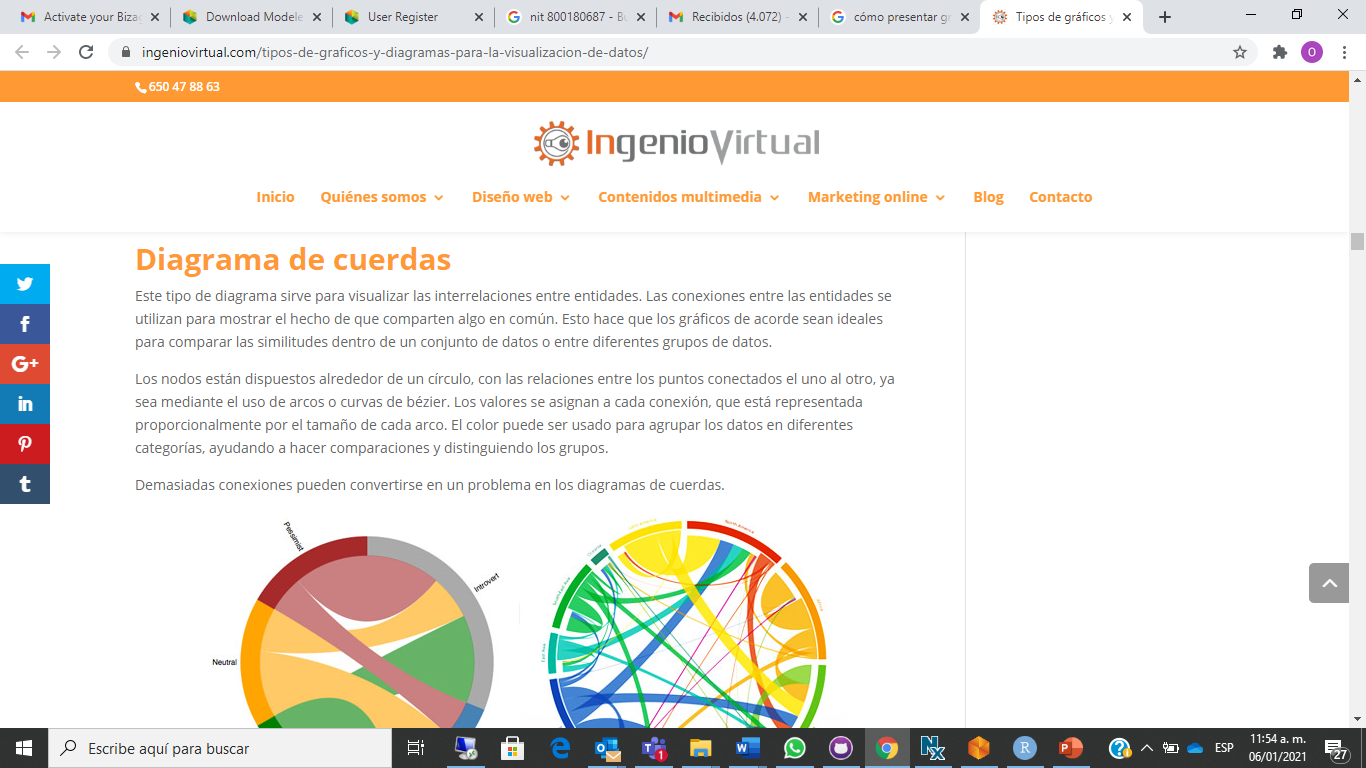 Activate your Bizag
Download Modele
User Register
nit 800180687 - Bu
Recibidos (4.072) -
cómo presentar gr
Tipos de gráficos y
ingeniovirtual.com/tipos-de-graficos-y-diagramas-para-la-visualizacion-de-datos/
O
650 47 88 63
IngenioVirtual
Inicio
Quiénes somos
Diseño web
Contenidos multimedia
Marketing online
Blog
Contacto
Diagrama de cuerdas
Este tipo de diagrama sirve para visualizar las interrelaciones entre entidades. Las conexiones entre las entidades se
utilizan para mostrar el hecho de que comparten algo en común. Esto hace que los gráficos de acorde sean ideales
para comparar las similitudes dentro de un conjunto de datos o entre diferentes grupos de datos.
Los nodos están dispuestos alrededor de un círculo, con las relaciones entre los puntos conectados el uno al otro, ya
sea mediante el uso de arcos o curvas de bézier. Los valores se asignan a cada conexión, que está representada
proporcionalmente por el tamaño de cada arco. El color puede ser usado para agrupar los datos en diferentes
categorías, ayudando a hacer comparaciones y distinguiendo los grupos.
Demasiadas conexiones pueden convertirse en un problema en los diagramas de cuerdas.
Pessimist
Introvert
Neutral
North America
Africa
East Asia
Escribe aquí para buscar
ESP
11:54 a. m.
06/01/2021
27